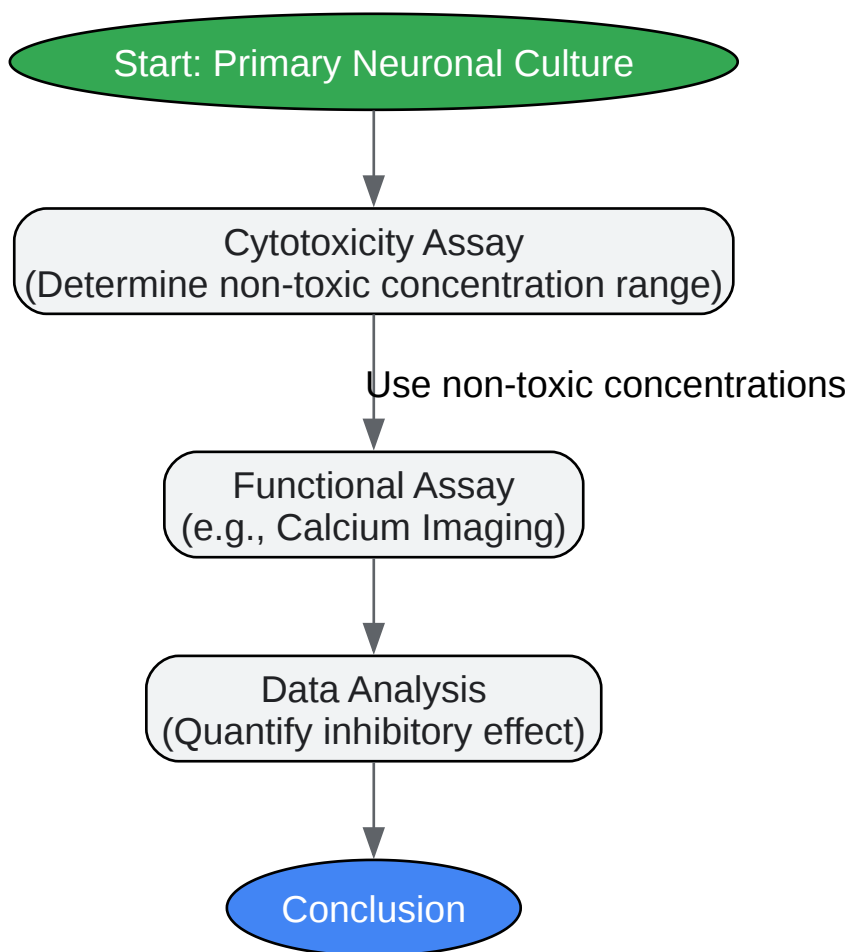 Start: Primary Neuronal Culture
Cytotoxicity Assay
(Determine non-toxic concentration range)
Use non-toxic concentrations
Functional Assay
(e.g., Calcium Imaging)
Data Analysis
(Quantify inhibitory effect)
Conclusion